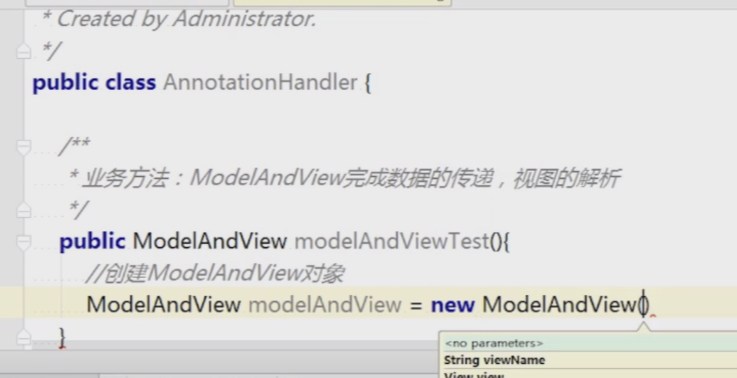 * Created by Administrator.
*/
public class AnnotationHandler {
/**
* 业务方法：ModelAndView完成数据的传递，视图的解析
*/
public ModelAndView modelAndViewTest(){
//创建ModelAndView对象
ModelAndView modelAndView = new ModelAndView()
}
<no parameters>
String viewName
View view